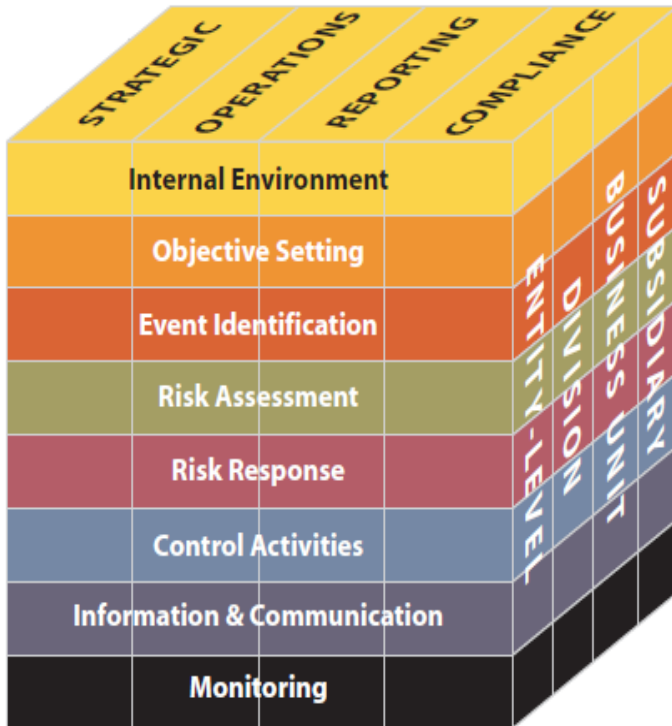 STRATEGIC
OPERATIONS
REPORTING
COMPLIANCE
Internal Environment
Objective Setting
Event Identification
Risk Assessment
Risk Response
Control Activities
Information & Communication
Monitoring
ENTITY-LEVEL
DIVISION
BUSINESS UNIT
SUBSIDIARY